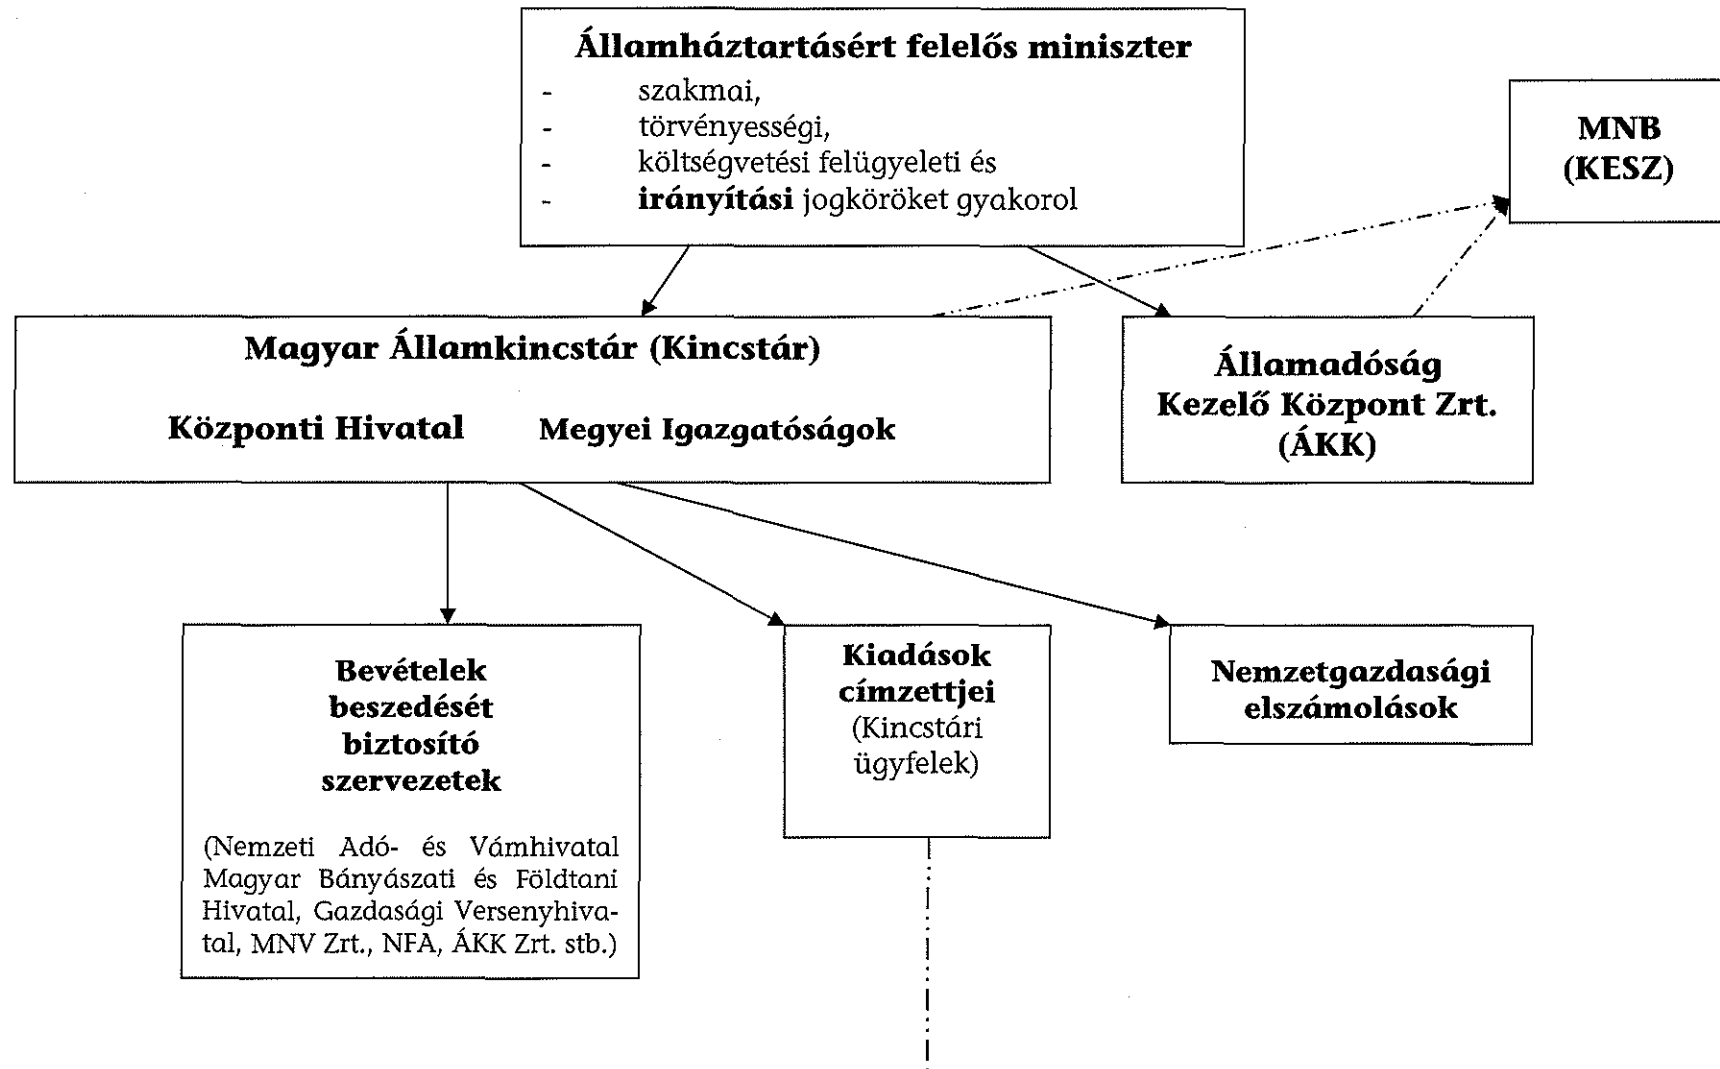 Államháztartásért felelős miniszter
- szakmai,
- törvényességi,
- költségvetési felügyeleti és
- irányítási jogköröket gyakorol
MNB
(KESZ)
Magyar Államkincstár (Kincstár)
Központi Hivatal Megyei Igazgatóságok
Államadóság
Kezelő Központ Zrt.
(ÁKK)
Bevételek
beszedését
biztosító
szervezetek
(Nemzeti Adó- és Vámhivatal
Magyar Bányászati és Földtani
Hivatal, Gazdasági Versenyhiva-
tal, MNV Zrt., NFA, ÁKK Zrt. stb.)
Kiadások
címzettjei
(Kincstári
ügyfelek)
Nemzetgazdasági
elszámolások